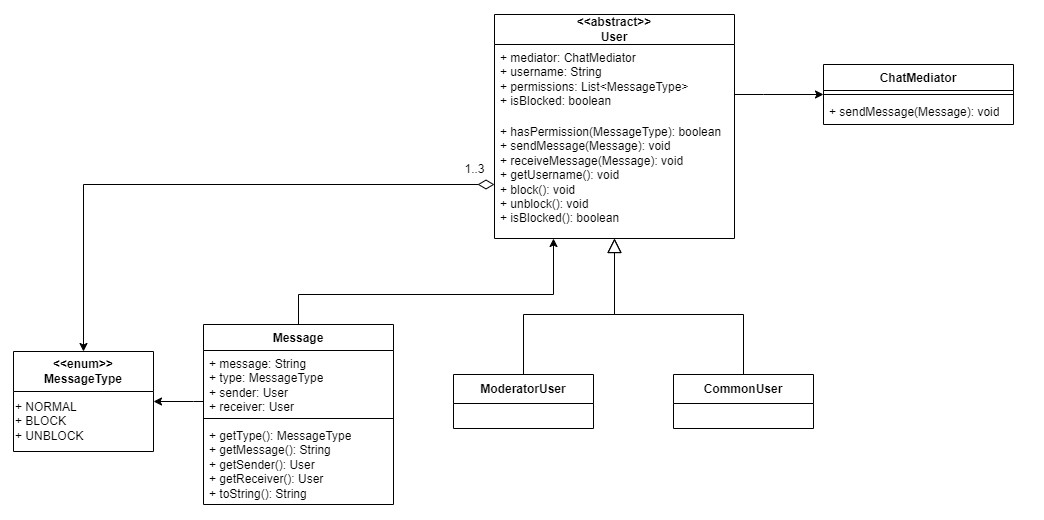 <<abstract>>
User
+ mediator: ChatMediator
+ username: String
+ permissions: List<MessageType>
+ isBlocked: boolean
+ hasPermission(MessageType): boolean
+ sendMessage(Message): void
+ receiveMessage(Message): void
+ getUsername(): void
+ block(): void
+ unblock(): void
+ isBlocked(): boolean
ChatMediator
+ sendMessage(Message): void
1..3
<<enum>>
MessageType
+ NORMAL
+ BLOCK
+ UNBLOCK
Message
+ message: String
+ type: MessageType
+ sender: User
+ receiver: User
+ getType(): MessageType
+ getMessage(): String
+ getSender(): User
+ getReceiver(): User
+ toString(): String
ModeratorUser
CommonUser